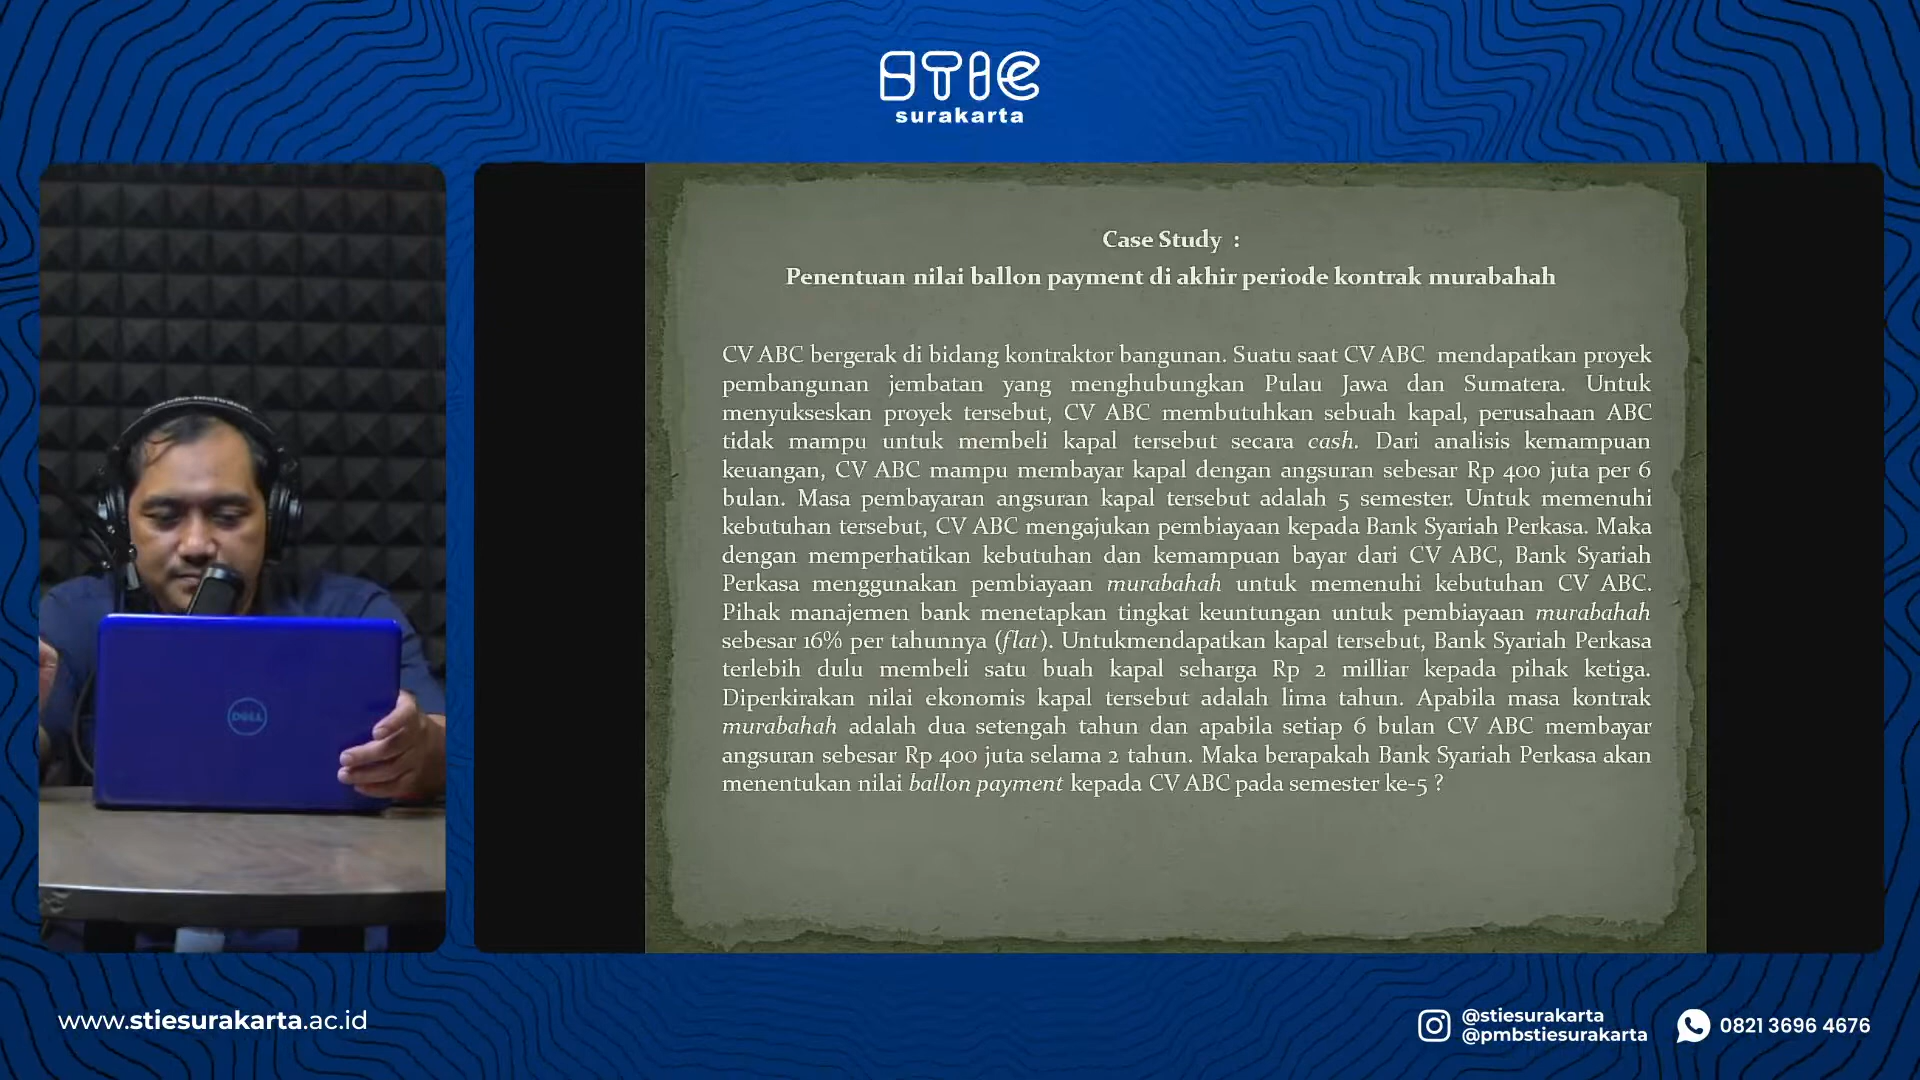 STIE
surakarta
Case Study :
Penentuan nilai ballon payment di akhir periode kontrak murabahah
CV ABC bergerak di bidang kontraktor bangunan. Suatu saat CV ABC mendapatkan proyek
pembangunan jembatan yang menghubungkan Pulau Jawa dan Sumatera. Untuk
menyukseskan proyek tersebut, CV ABC membutuhkan sebuah kapal, perusahaan ABC
tidak mampu untuk membeli kapal tersebut secara cash. Dari analisis kemampuan
keuangan, CV ABC mampu membayar kapal dengan angsuran sebesar Rp 400 juta per 6
bulan. Masa pembayaran angsuran kapal tersebut adalah 5 semester. Untuk memenuhi
kebutuhan tersebut, CV ABC mengajukan pembiayaan kepada Bank Syariah Perkasa. Maka
dengan memperhatikan kebutuhan dan kemampuan bayar dari CV ABC, Bank Syariah
Perkasa menggunakan pembiayaan murabahah untuk memenuhi kebutuhan CV ABC.
Pihak manajemen bank menetapkan tingkat keuntungan untuk pembiayaan murabahah
sebesar 16% per tahunnya (flat). Untukmendapatkan kapal tersebut, Bank Syariah Perkasa
terlebih dulu membeli satu buah kapal seharga Rp 2 milliar kepada pihak ketiga.
Diperkirakan nilai ekonomis kapal tersebut adalah lima tahun. Apabila masa kontrak
murabahah adalah dua setengah tahun dan apabila setiap 6 bulan CV ABC membayar
angsuran sebesar Rp 400 juta selama 2 tahun. Maka berapakah Bank Syariah Perkasa akan
menentukan nilai ballon payment kepada CV ABC pada semester ke-5 ?
DELL
www.stiesurakarta.ac.id
@stiesurakarta
@pmbstiesurakarta
0821 3696 4676